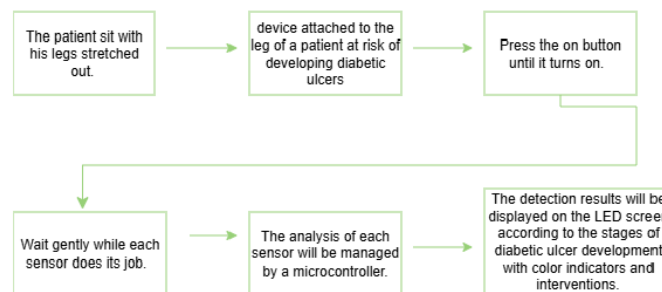 The patient sit with
his legs stretched
out.
device attached to the
leg of a patient at risk of
developing diabetic
ulcers
Press the on button
until it turns on.
Wait gently while each
sensor does its job.
The analysis of each
sensor will be managed
by a microcontroller.
The detection results will be
displayed on the LED screen
according to the stages of
diabetic ulcer development
with color indicators and
interventions.